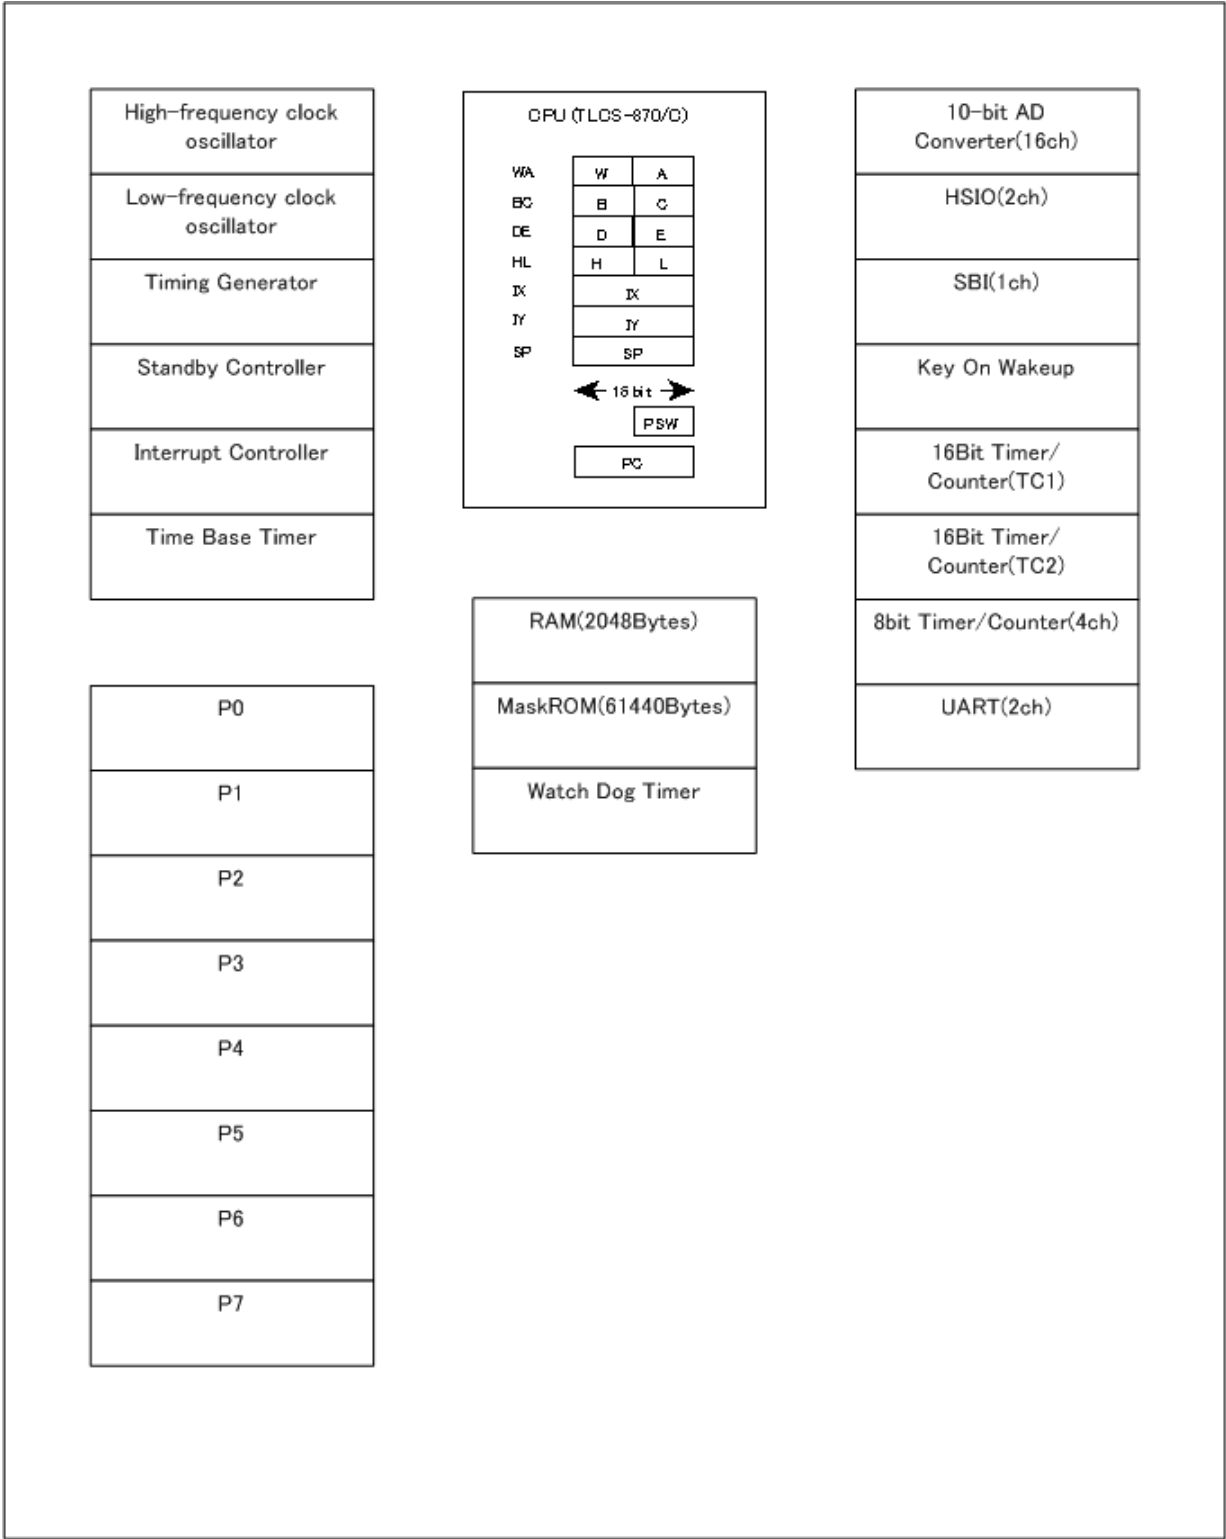 High-frequency clock
oscillator
Low-frequency clock
oscillator
Timing Generator
Standby Controller
Interrupt Controller
Time Base Timer
P0
P1
P2
P3
P4
P5
P6
P7
CPU (TLCS-870/C)
WA W A
BC B C
DE D E
HL H L
IX IX
IY IY
SP SP
16 bit
PSW
PC
RAM(2048Bytes)
MaskROM(61440Bytes)
Watch Dog Timer
10-bit AD
Converter(16ch)
HSIO(2ch)
SBI(1ch)
Key On Wakeup
16Bit Timer/
Counter(TC1)
16Bit Timer/
Counter(TC2)
8bit Timer/Counter(4ch)
UART(2ch)